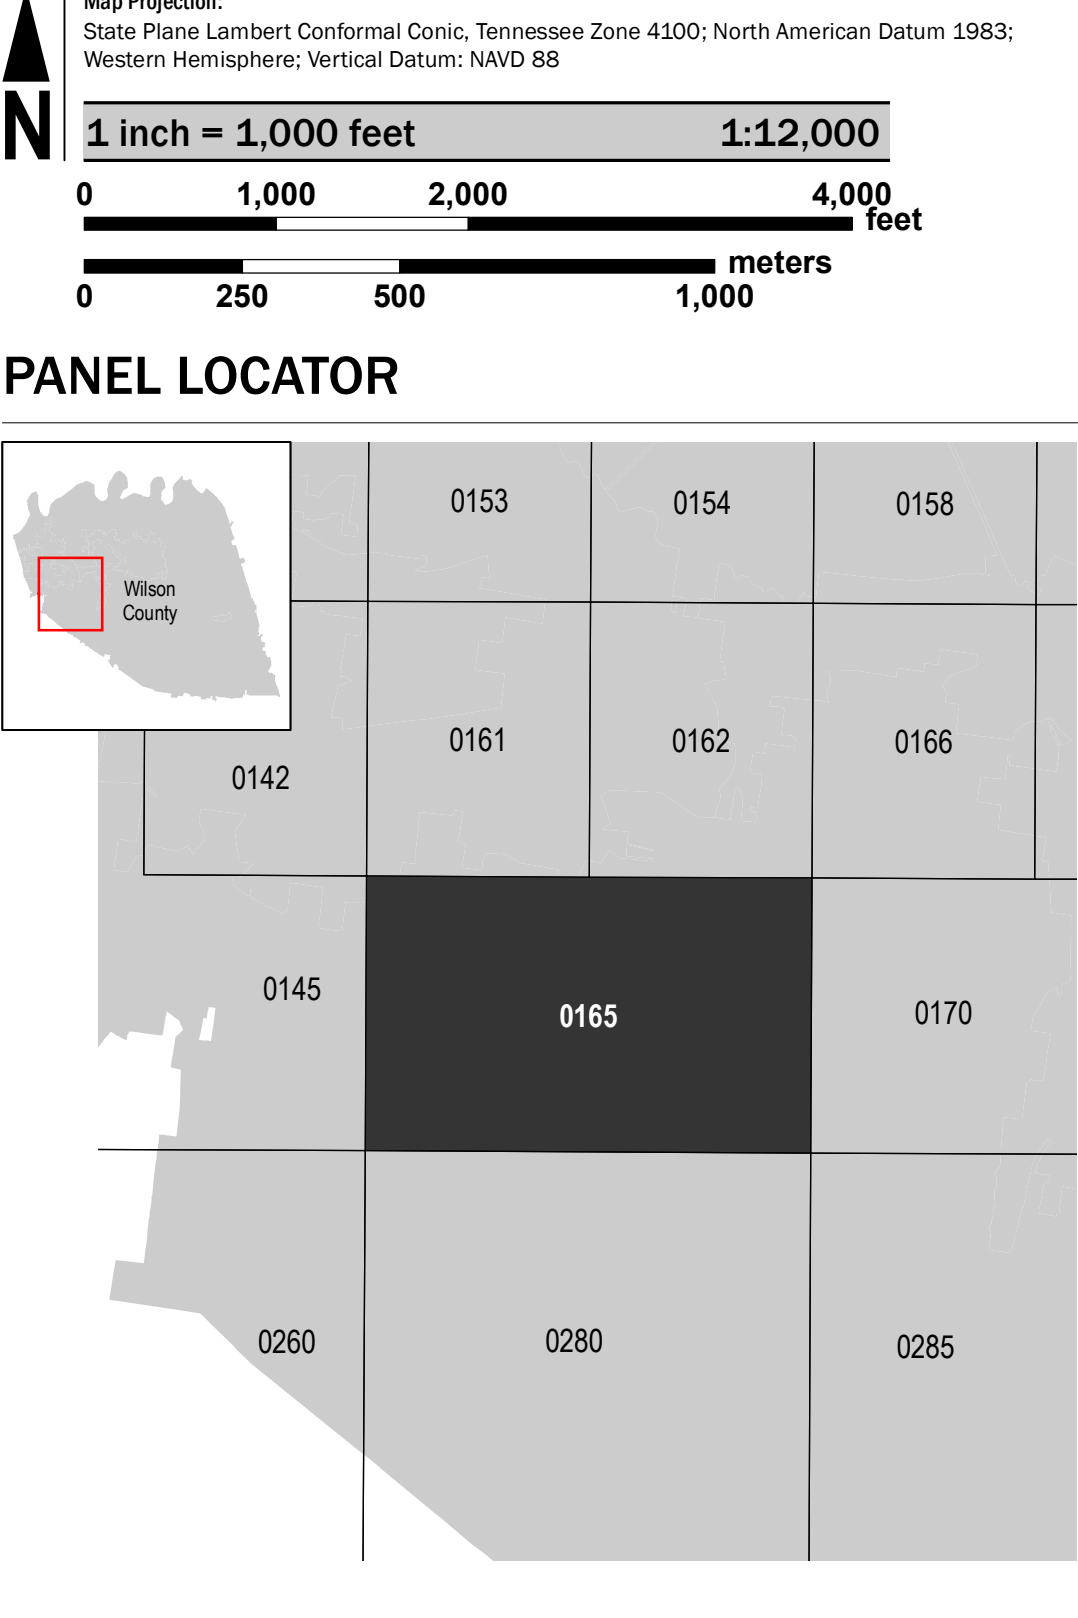 Map Projection:
State Plane Lambert Conformal Conic, Tennessee Zone 4100; North American Datum 1983;
Western Hemisphere; Vertical Datum: NAVD 88
N
1 inch = 1,000 feet 1:12,000
0 1,000 2,000 4,000
feet
meters
0 250 500 1,000
PANEL LOCATOR
Wilson
County
0153 0154 0158
0142 0161 0162 0166
0145 0165 0170
0260 0280 0285